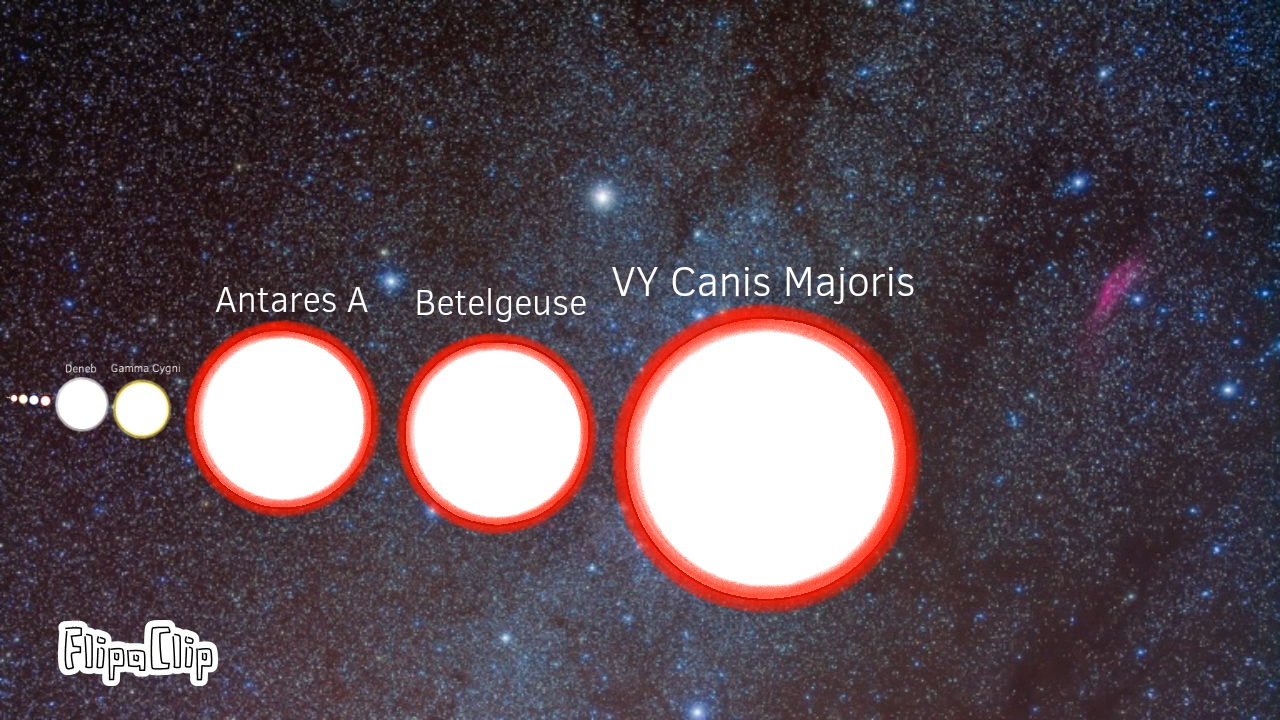 VY Canis Majoris
Antares A
Betelgeuse
Deneb
Gamma Cygni
FlipaClip